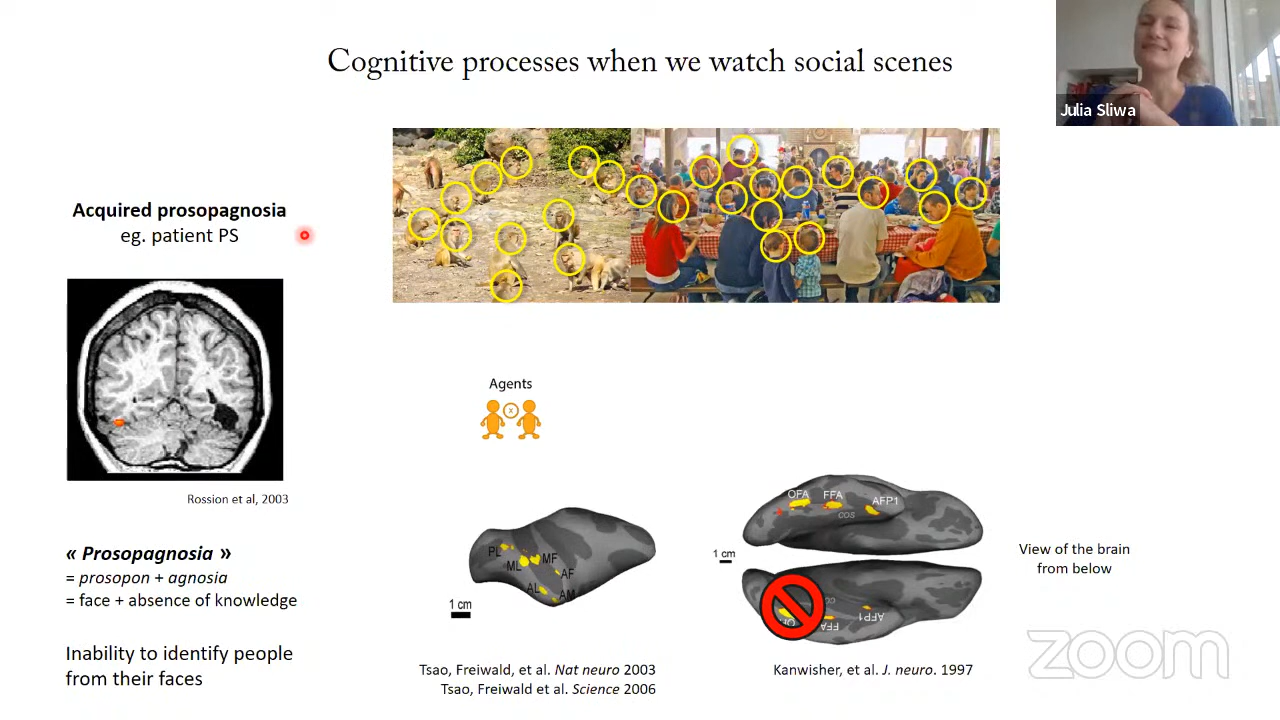 Cognitive processes when we watch social scenes
Julia Sliwa
Acquired prosopagnosia
eg. patient PS
Rossion et al, 2003
« Prosopagnosia »
= prosopon + agnosia
= face + absence of knowledge
Inability to identify people
from their faces
Agents
x
PL
ML
MF
AF
AL
AM
1 cm
Tsao, Freiwald, et al. Nat neuro 2003
Tsao, Freiwald et al. Science 2006
OFA
FFA
AFP1
COS
1 cm
FFA
AFP1
Kanwisher, et al. J. neuro. 1997
View of the brain
from below
zoom